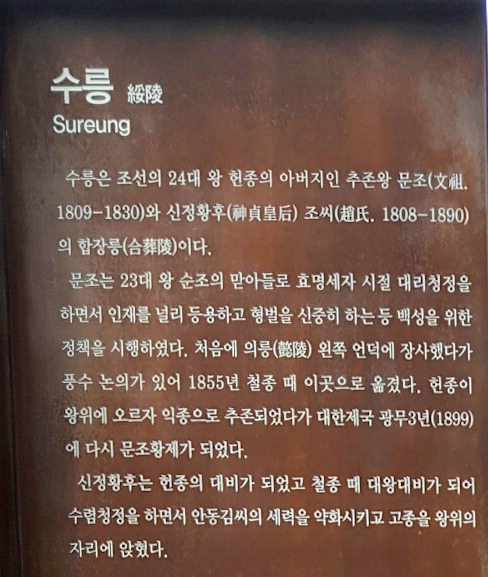 수릉 綏陵
Sureung
수릉은 조선의 24대 왕 헌종의 아버지인 추존왕 문조(文祖.
1809-1830)와 신정황후(神貞皇后) 조씨(趙氏. 1808-1890)
의 합장릉(合葬陵)이다.
문조는 23대 왕 순조의 맏아들로 효명세자 시절 대리청정을
하면서 인재를 널리 등용하고 형벌을 신중히 하는 등 백성을 위한
정책을 시행하였다. 처음에 의릉(懿陵) 왼쪽 언덕에 장사했다가
풍수 논의가 있어 1855년 철종 때 이곳으로 옮겼다. 헌종이
왕위에 오르자 익종으로 추존되었다가 대한제국 광무3년(1899)
에 다시 문조황제가 되었다.
신정황후는 헌종의 대비가 되었고 철종 때 대왕대비가 되어
수렴청정을 하면서 안동김씨의 세력을 약화시키고 고종을 왕위의
자리에 앉혔다.